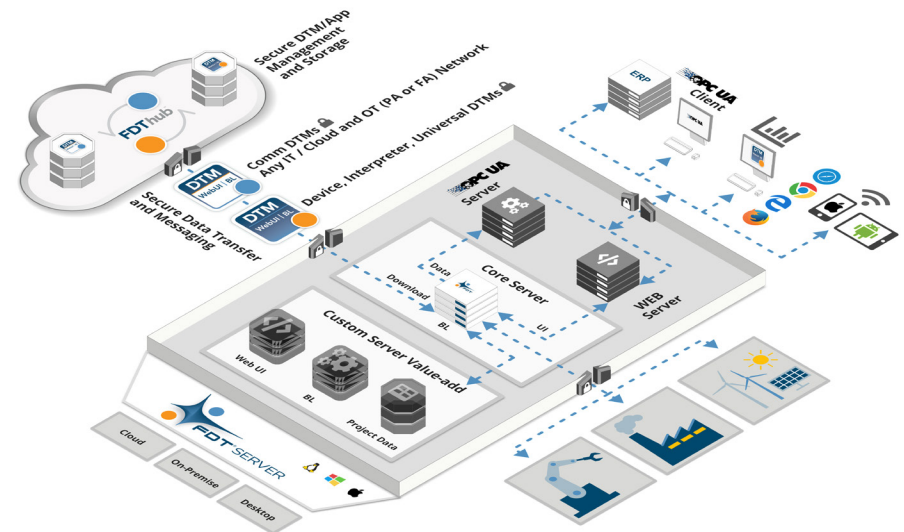 Secure DTM/App
Management
and Storage
FDThub
Comm DTMs
Any IT / Cloud and OT (PA or FA) Network
Device, Interpreter, Universal DTMs
DTM
WebUI | BL
DTM
WebUI | BL
Secure Data Transfer
and Messaging
ERP
OPC UA
Client
OPC UA
Server
Data
Download
Core Server
BL
UI
WEB
Server
Custom Server Value-add
Web UI
BL
Project Data
FDT SERVER
Cloud
On-Premise
Desktop